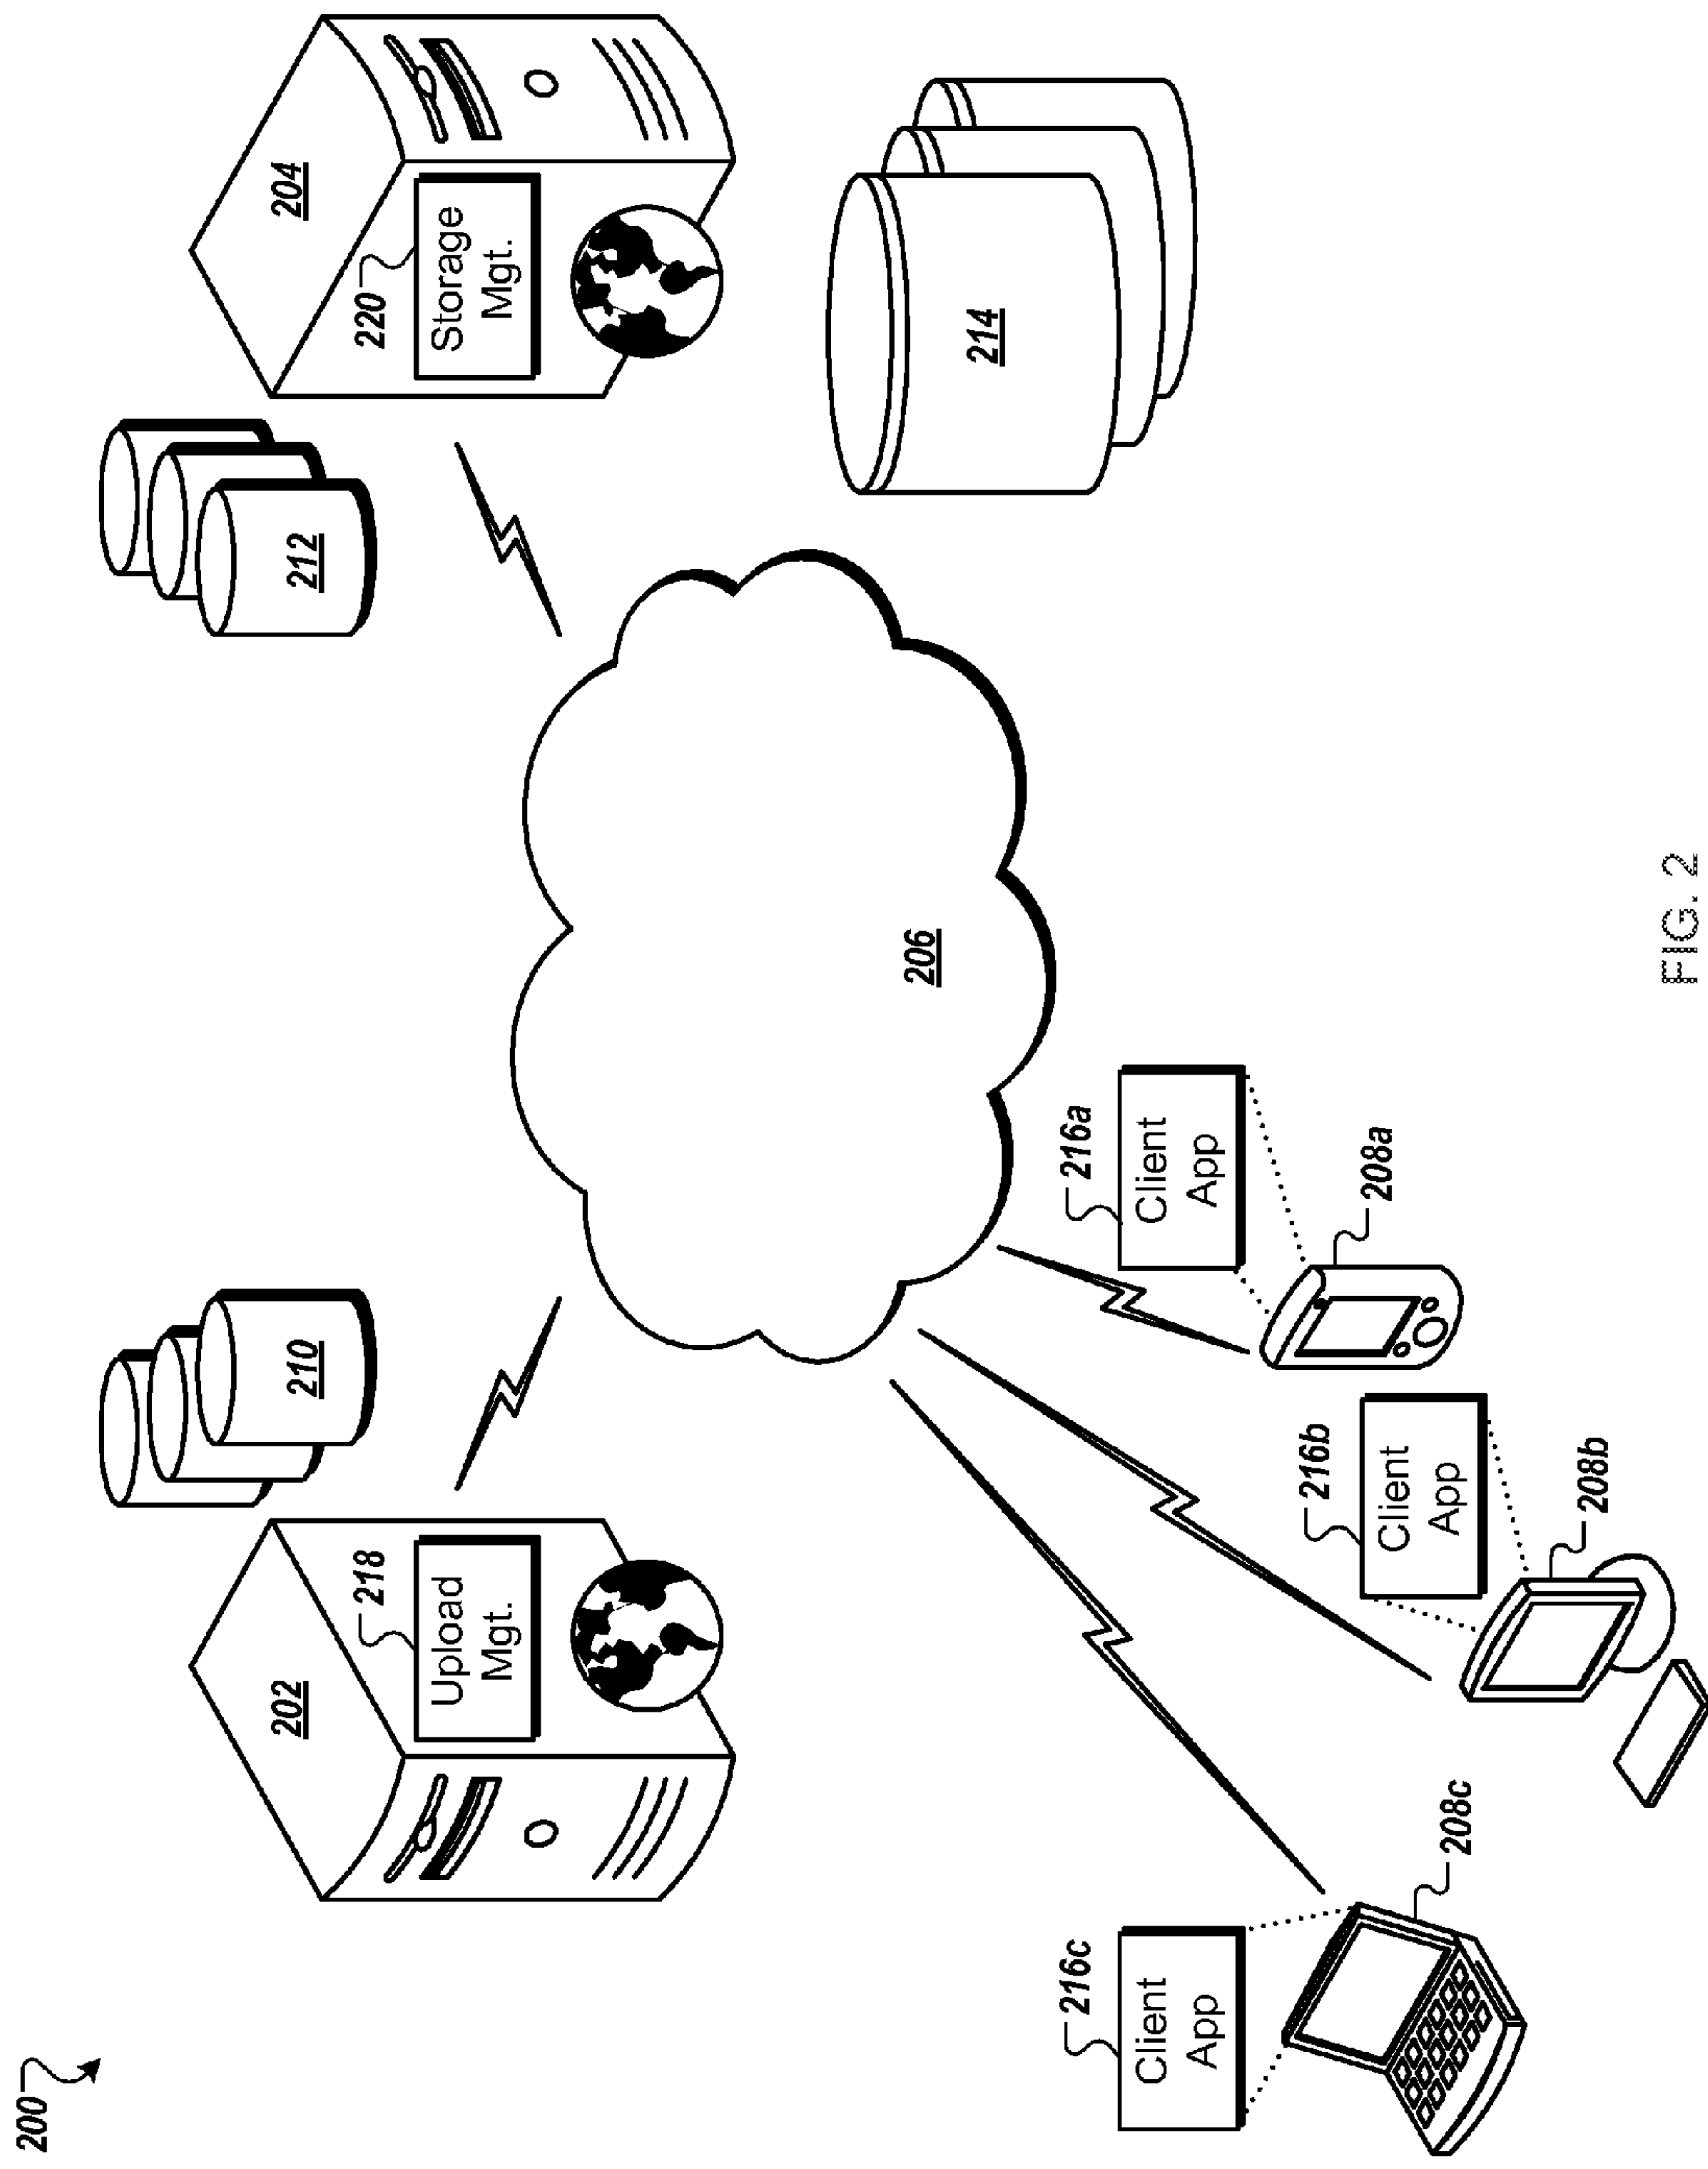 200
202
218
Upload
Mgt.
210
212
204
220
Storage
Mgt.
206
214
216c
Client
App
208c
216b
Client
App
208b
216a
Client
App
208a
FIG. 2